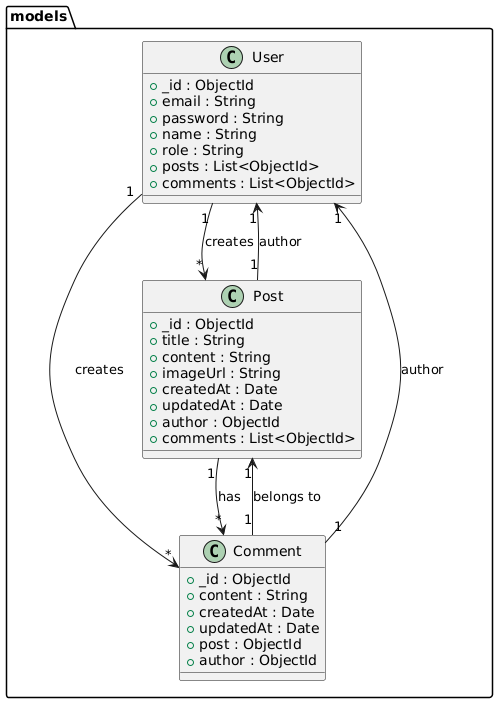 models
C User
_id : ObjectId
email : String
password : String
name : String
role : String
posts : List<ObjectId>
comments : List<ObjectId>
1
1
1
1
creates
author
*
1
C Post
_id : ObjectId
title : String
content : String
imageUrl : String
createdAt : Date
updatedAt : Date
author : ObjectId
comments : List<ObjectId>
creates
author
1
1
has
belongs to
*
1
*
1
C Comment
_id : ObjectId
content : String
createdAt : Date
updatedAt : Date
post : ObjectId
author : ObjectId